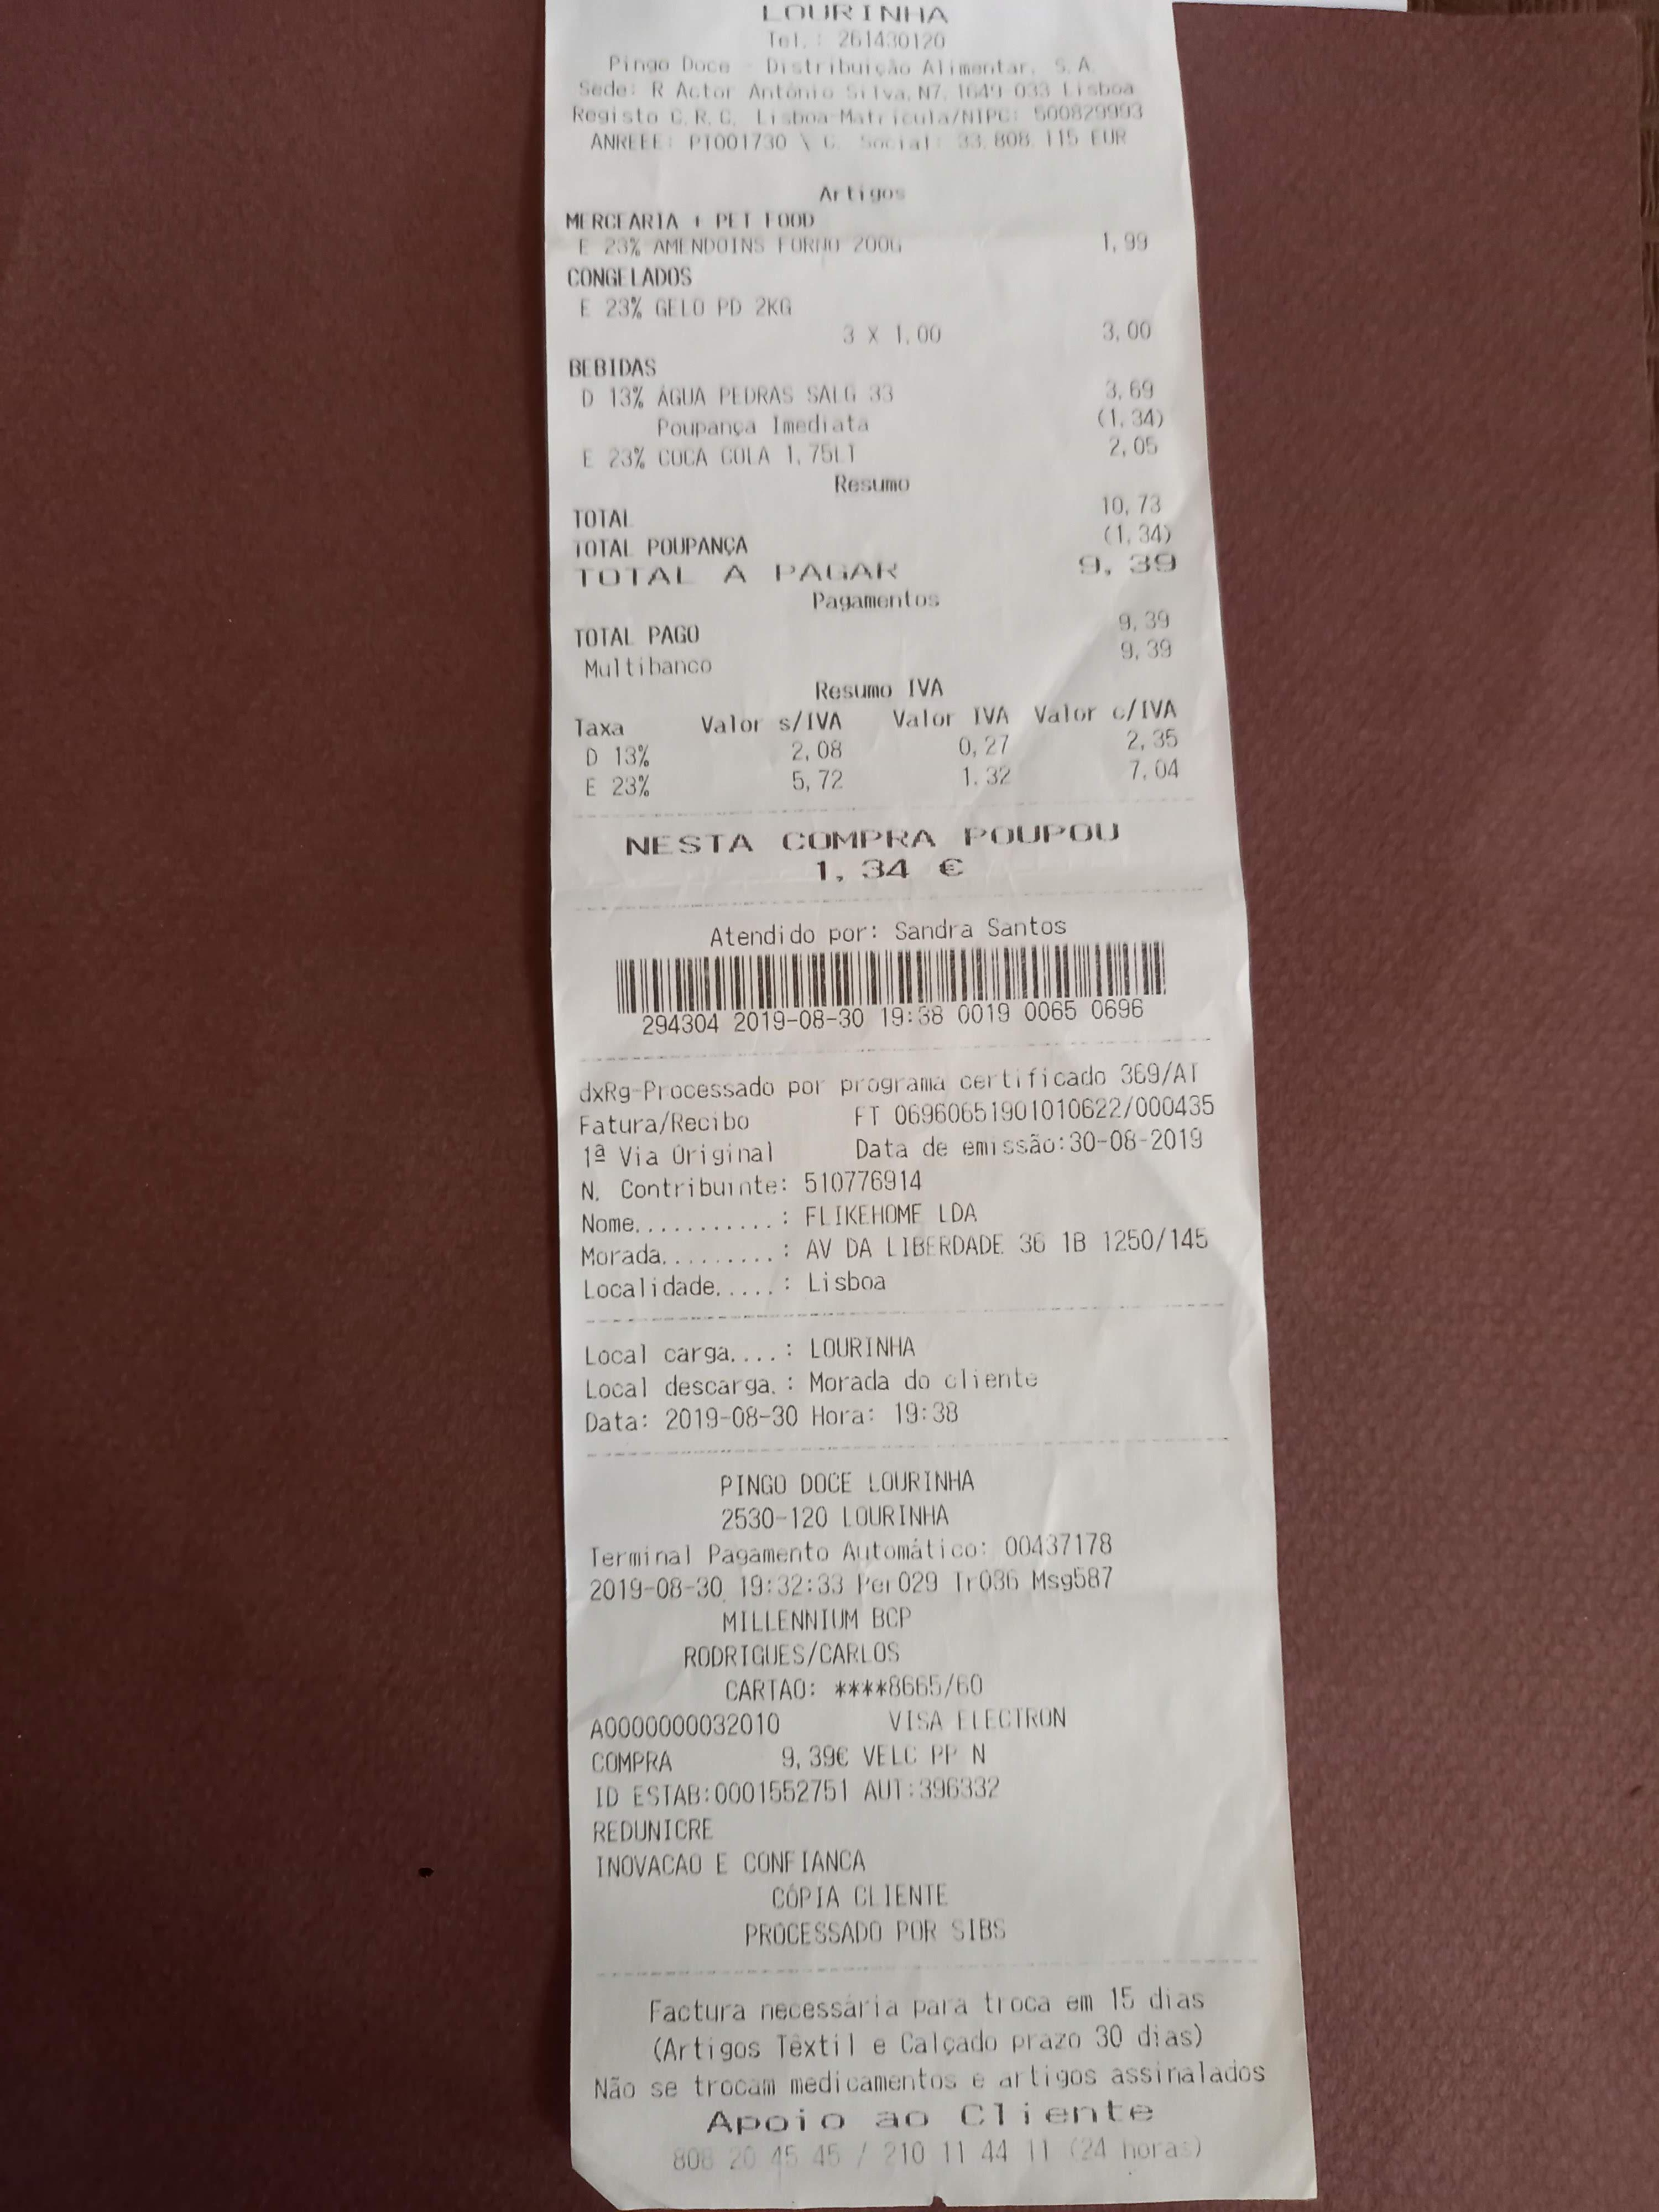 LOURINHA
Tel.: 261430120
Pingo Doce - Distribuição Alimentar, S.A.
Sede: R Actor António Silva, N7, 1649-033 Lisboa
Registo C.R.C. Lisboa-Matrícula/NIPC: 500829993
ANREEE: PT001730 \ C. Social: 33.808.115 EUR
Artigos
MERCEARIA + PET FOOD
E 23% AMENDOINS FORNO 200G 1,99
CONGELADOS
E 23% GELO PD 2KG
3 X 1,00 3,00
BEBIDAS
D 13% ÁGUA PEDRAS SALG 33 3,69
Poupança Imediata (1,34)
E 23% COCA COLA 1,75LT 2,05
Resumo
TOTAL 10,73
TOTAL POUPANÇA (1,34)
TOTAL A PAGAR 9,39
Pagamentos
TOTAL PAGO 9,39
Multibanco 9,39
Resumo IVA
Taxa Valor s/IVA Valor IVA Valor c/IVA
D 13% 2,08 0,27 2,35
E 23% 5,72 1,32 7,04
NESTA COMPRA POUPOU
1,34 €
Atendido por: Sandra Santos
294304 2019-08-30 19:38 0019 0065 0696
dxRg-Processado por programa certificado 369/AT
Fatura/Recibo FT 06960651901010622/000435
1ª Via Original Data de emissão:30-08-2019
N. Contribuinte: 510776914
Nome...........: FLIKEHOME LDA
Morada.........: AV DA LIBERDADE 36 1B 1250/145
Localidade.....: Lisboa
Local carga....: LOURINHA
Local descarga.: Morada do cliente
Data: 2019-08-30 Hora: 19:38
PINGO DOCE LOURINHA
2530-120 LOURINHA
Terminal Pagamento Automático: 00437178
2019-08-30 19:32:33 Per029 Tr036 Msg587
MILLENNIUM BCP
RODRIGUES/CARLOS
CARTAO: ****8665/60
A0000000032010 VISA ELECTRON
COMPRA 9,39€ VELC PP N
ID ESTAB:0001552751 AUT:396332
REDUNICRE
INOVACAO E CONFIANCA
CÓPIA CLIENTE
PROCESSADO POR SIBS
Factura necessária para troca em 15 dias
(Artigos Têxtil e Calçado prazo 30 dias)
Não se trocam medicamentos e artigos assinalados
Apoio ao Cliente
808 20 45 45 / 210 11 44 11 (24 horas)